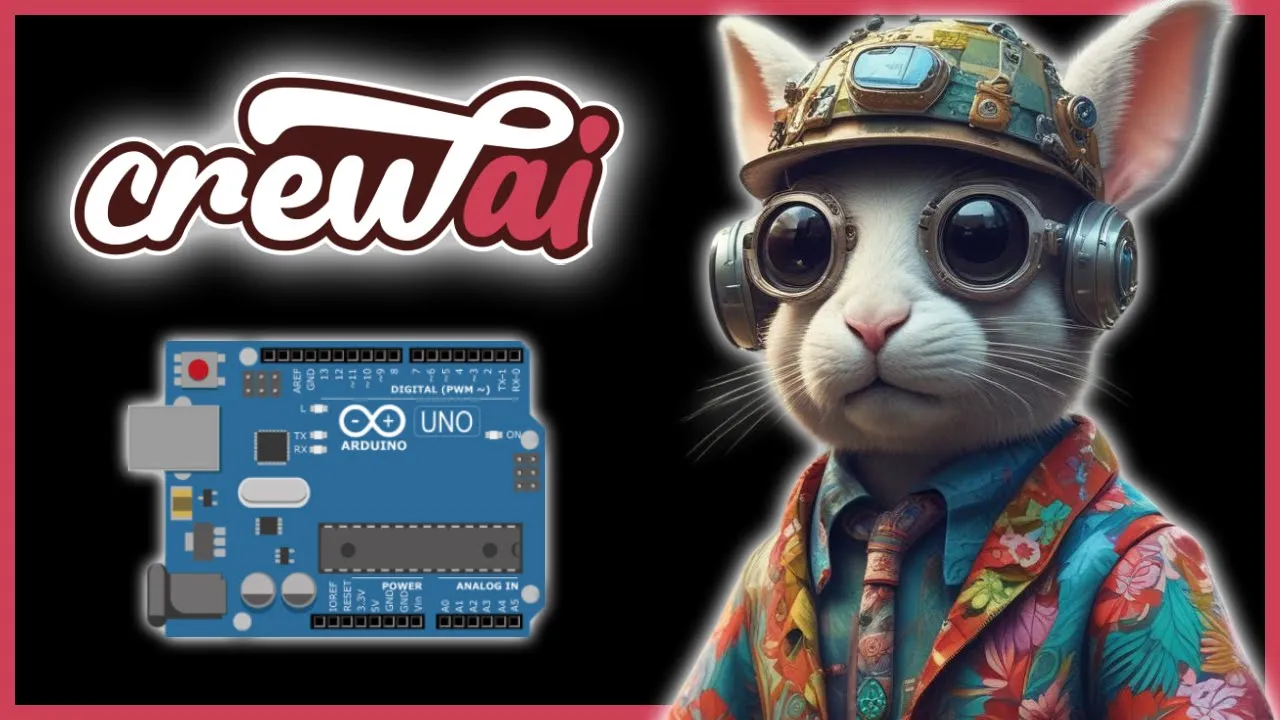 crewai
AREF
GND
13
12
~11
~10
~9
8
7
~6
~5
4
~3
2
TX-1
RX-0
DIGITAL (PWM ~)
L
TX
RX
- +
UNO
ON
ARDUINO
POWER
ANALOG IN
IOREF
RESET
3.3V
5V
GND
GND
Vin
A0
A1
A2
A3
A4
A5